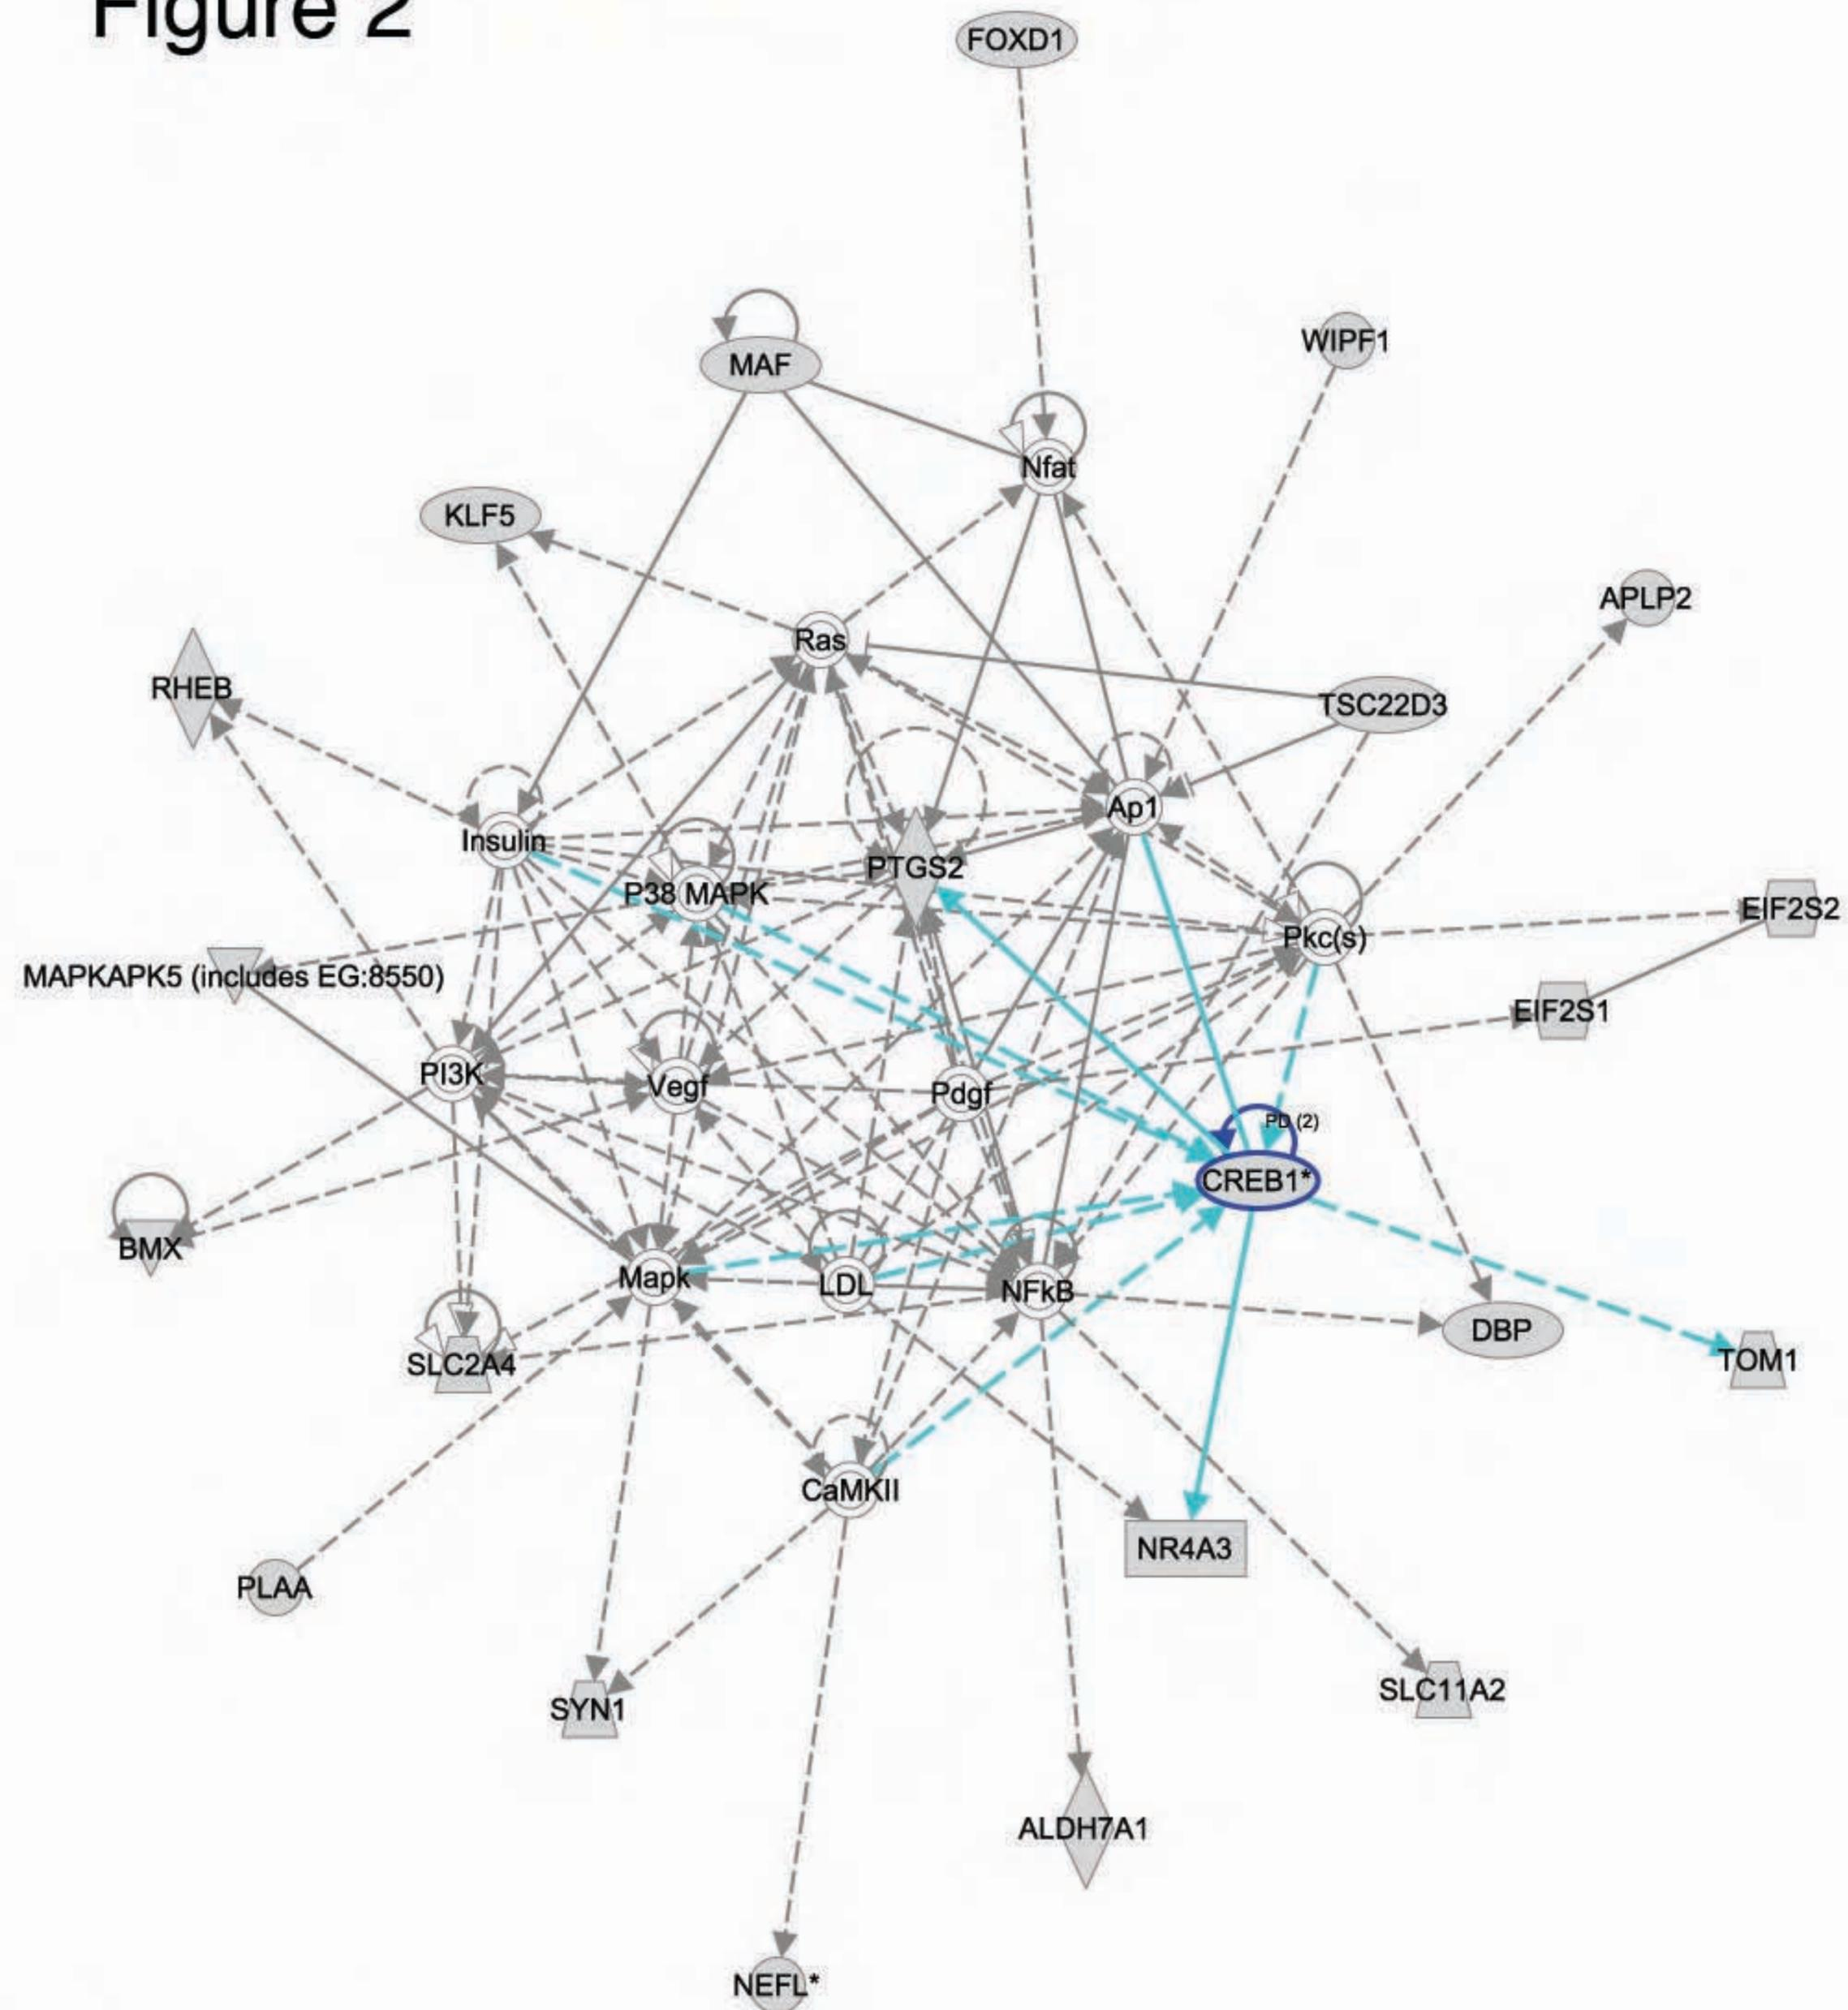 Figure 2
FOXD1
WIPF1
MAF
Nfat
KLF5
APLP2
Ras
RHEB
TSC22D3
Ap1
Insulin
PTGS2
P38 MAPK
EIF2S2
Pkc(s)
MAPKAPK5 (includes EG:8550)
EIF2S1
PI3K
Vegf
Pdgf
PD (2)
CREB1*
BMX
Mapk
LDL
NFkB
DBP
SLC2A4
TOM1
CaMKII
NR4A3
PLAA
SLC11A2
SYN1
ALDH7A1
NEFL*